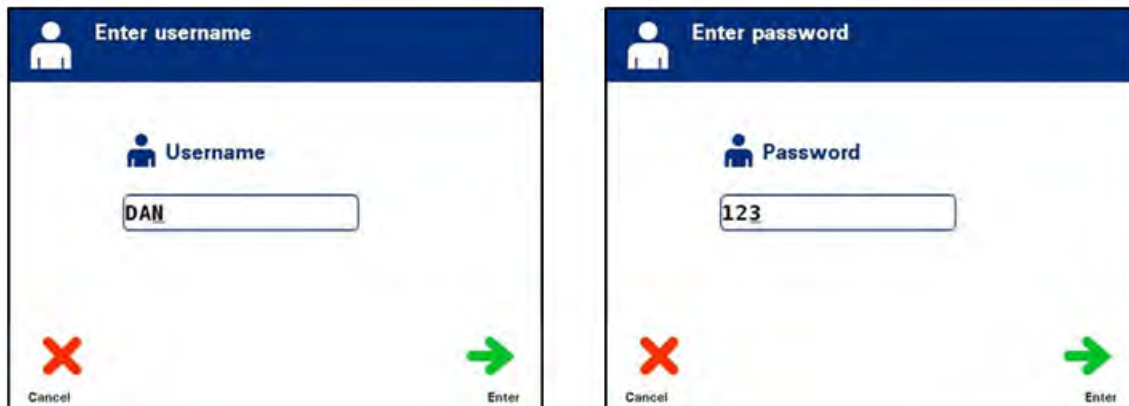 Enter username
Username
DAN
Cancel
Enter
Enter password
Password
123
Cancel
Enter